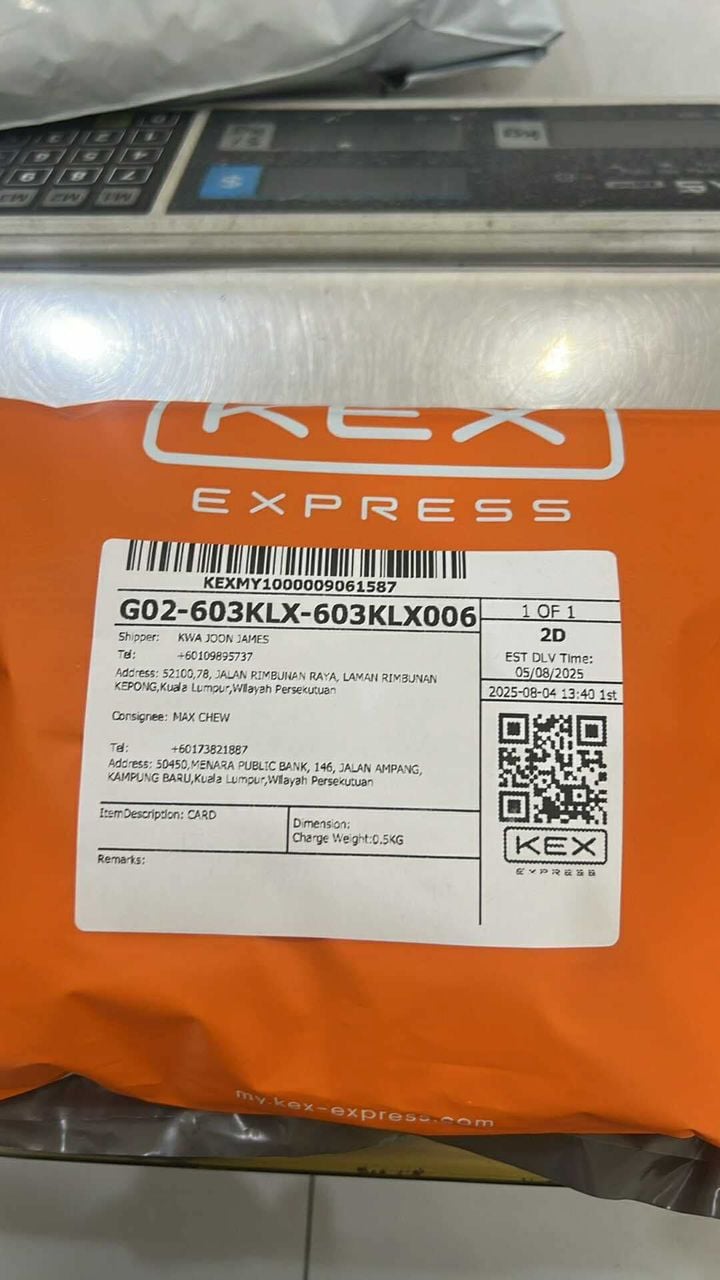 KEX
EXPRESS
KEXMY1000009061587
G02-603KLX-603KLX006
1 OF 1
2D
EST DLV Time:
05/08/2025
2025-08-04 13:40 1st
Shipper: KWA JOON JAMES
Tel: +60109895737
Address: 52100,78, JALAN RIMBUNAN RAYA, LAMAN RIMBUNAN
KEPONG,Kuala Lumpur,Wilayah Persekutuan
Consignee: MAX CHEW
Tel: +60173821887
Address: 50450,MENARA PUBLIC BANK, 146, JALAN AMPANG,
KAMPUNG BARU,Kuala Lumpur,Wilayah Persekutuan
ItemDescription: CARD
Dimension:
Charge Weight:0.5KG
Remarks:
KEX
EXPRESS
my.kex-express.com